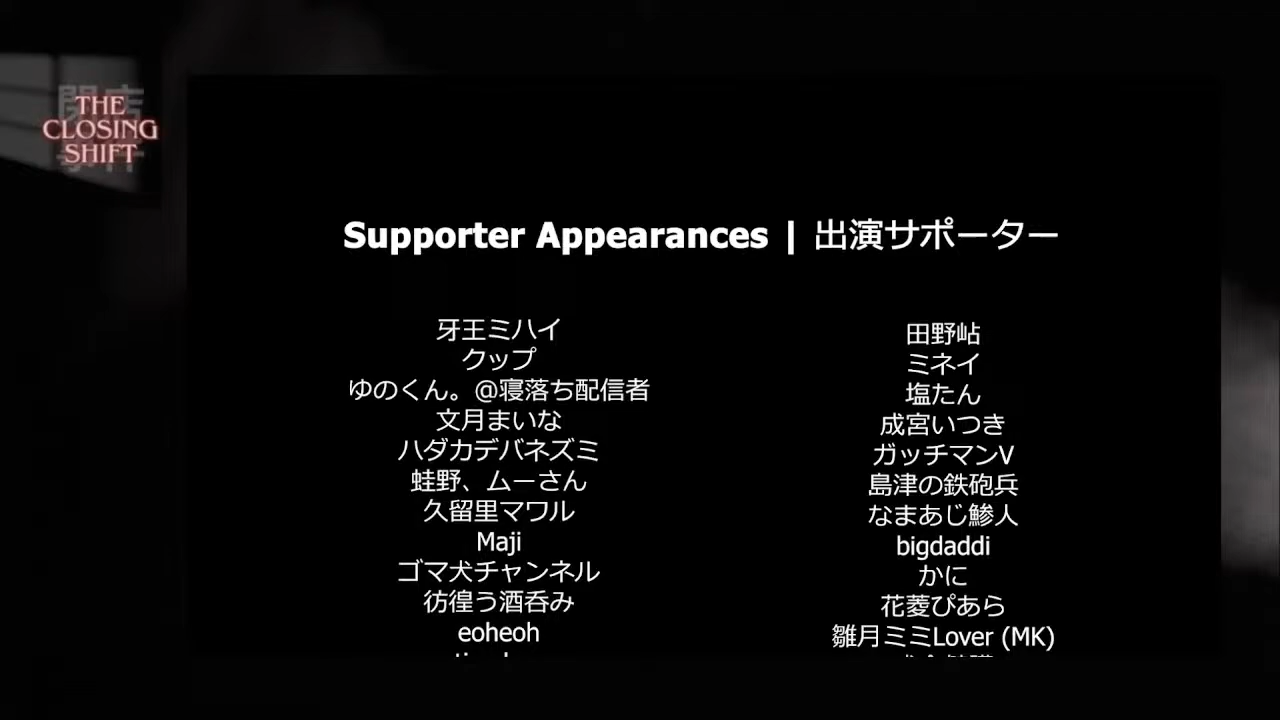 THE
CLOSING
SHIFT
Supporter Appearances | 出演サポーター
牙王ミハイ
クップ
ゆのくん。@寝落ち配信者
文月まいな
ハダカデバネズミ
蛙野、ムーさん
久留里マワル
Maji
ゴマ犬チャンネル
彷徨う酒呑み
eoheoh
田野岾
ミネイ
塩たん
成宮いつき
ガッチマンV
島津の鉄砲兵
なまあじ鯵人
bigdaddi
かに
花菱ぴあら
雛月ミミLover (MK)